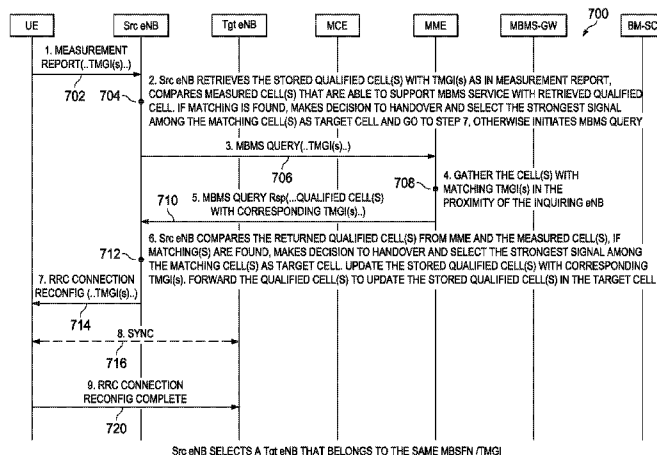 700
UE
Src eNB
Tgt eNB
MCE
MME
MBMS-GW
BM-SC
1. MEASUREMENT
REPORT(..TMGI(s)..)
702
704
2. Src eNB RETRIEVES THE STORED QUALIFIED CELL(S) WITH TMGI(s) AS IN MEASUREMENT REPORT,
COMPARES MEASURED CELL(S) THAT ARE ABLE TO SUPPORT MBMS SERVICE WITH RETRIEVED QUALIFIED
CELL. IF MATCHING IS FOUND, MAKES DECISION TO HANDOVER AND SELECT THE STRONGEST SIGNAL
AMONG THE MATCHING CELL(S) AS TARGET CELL AND GO TO STEP 7, OTHERWISE INITIATES MBMS QUERY
3. MBMS QUERY(..TMGI(s)..)
706
708
4. GATHER THE CELL(S) WITH
MATCHING TMGI(s) IN THE
PROXIMITY OF THE INQUIRING eNB
710
5. MBMS QUERY Rsp(...QUALIFIED CELL(S)
WITH CORRESPONDING TMGI(s)..)
712
6. Src eNB COMPARES THE RETURNED QUALIFIED CELL(S) FROM MME AND THE MEASURED CELL(S), IF
MATCHING(S) ARE FOUND, MAKES DECISION TO HANDOVER AND SELECT THE STRONGEST SIGNAL AMONG
THE MATCHING CELL(S) AS TARGET CELL. UPDATE THE STORED QUALIFIED CELL(S) WITH CORRESPONDING
TMGI(s). FORWARD THE QUALIFIED CELL(S) TO UPDATE THE STORED QUALIFIED CELL(S) IN THE TARGET CELL
7. RRC CONNECTION
RECONFIG (..TMGI(s)..)
714
8. SYNC
716
9. RRC CONNECTION
RECONFIG COMPLETE
720
Src eNB SELECTS A Tgt eNB THAT BELONGS TO THE SAME MBSFN /TMGI